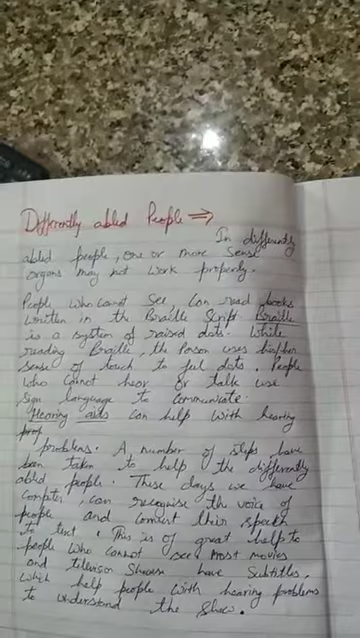 Differently abled People ⇒
In differently
abled people, one or more sense
organs may not work properly.
People who cannot see, can read books
written in the Braille Script Braille
is a system of raised dots. While
reading Braille, the Person uses his/her
sense of touch to feel dots. People
who cannot hear or talk use
sign language to communicate.
Hearing aids can help with hearing
prof
problems. A number of steps have
been taken to help the differently
abled people. These days we have
computer, can recognise the voice of
people and convert their speech
to text. This is of great help to
people who cannot see. Most movies
and television shows have Subtitles,
which help people with hearing problems
to understand the show.